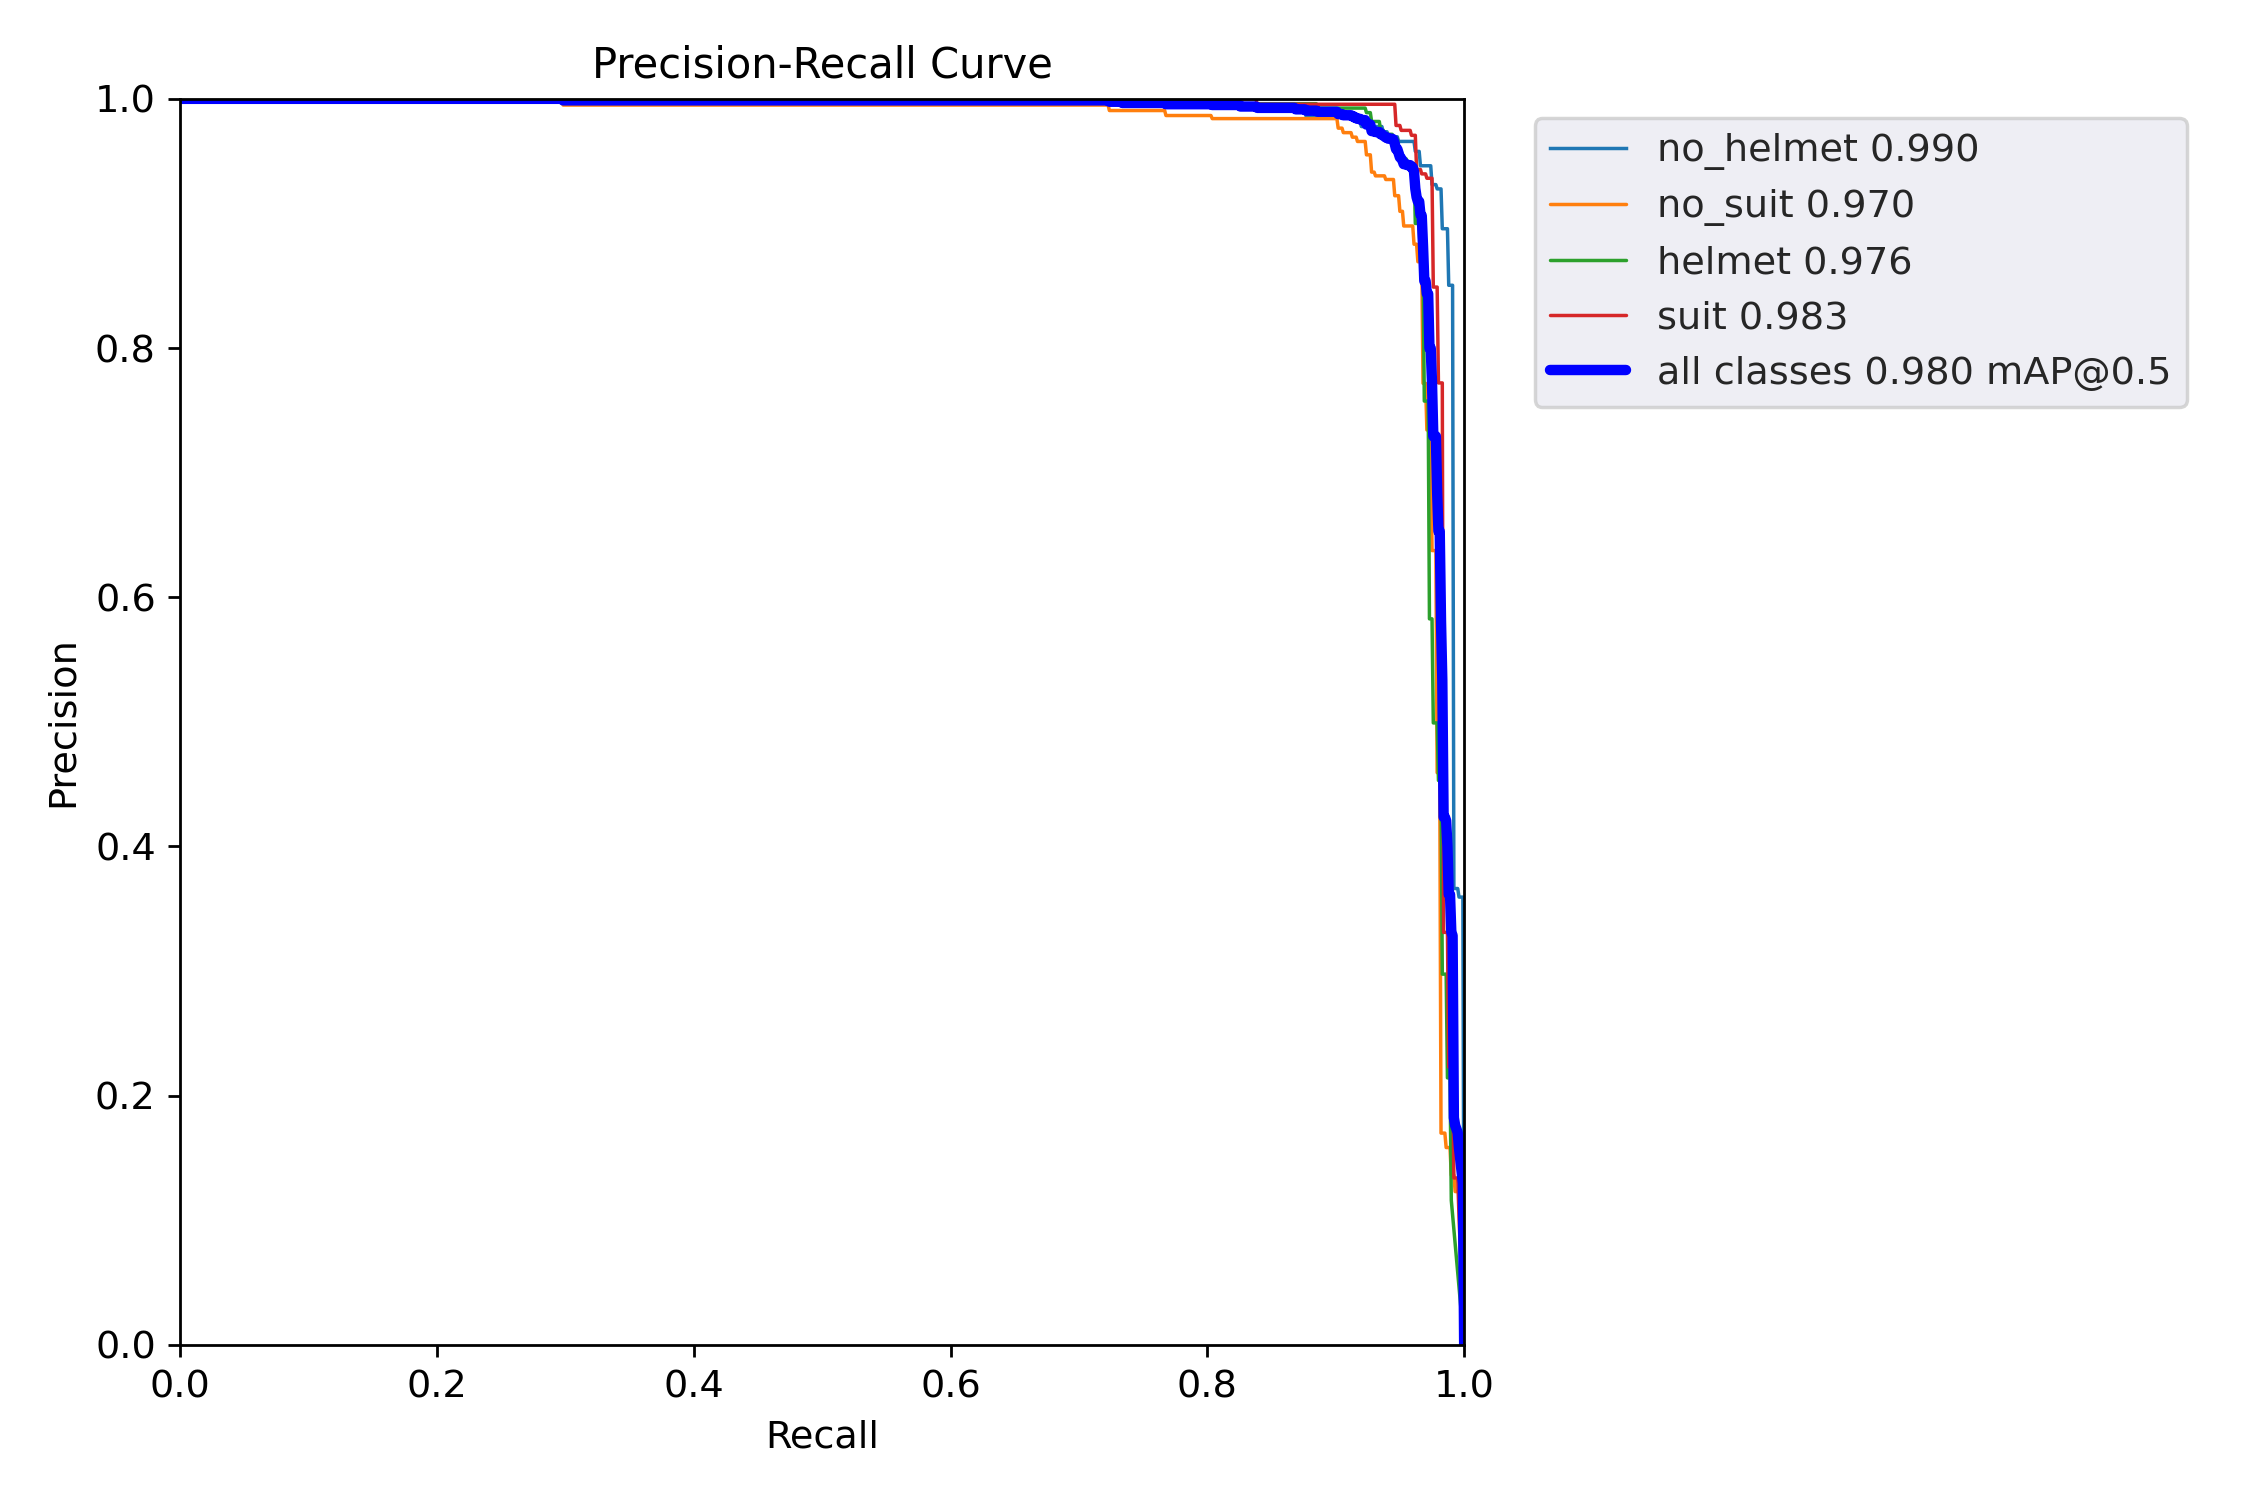 Precision-Recall Curve
1.0
0.8
0.6
0.4
0.2
0.0
Precision
0.0 0.2 0.4 0.6 0.8 1.0
Recall
no_helmet 0.990
no_suit 0.970
helmet 0.976
suit 0.983
all classes 0.980 mAP@0.5